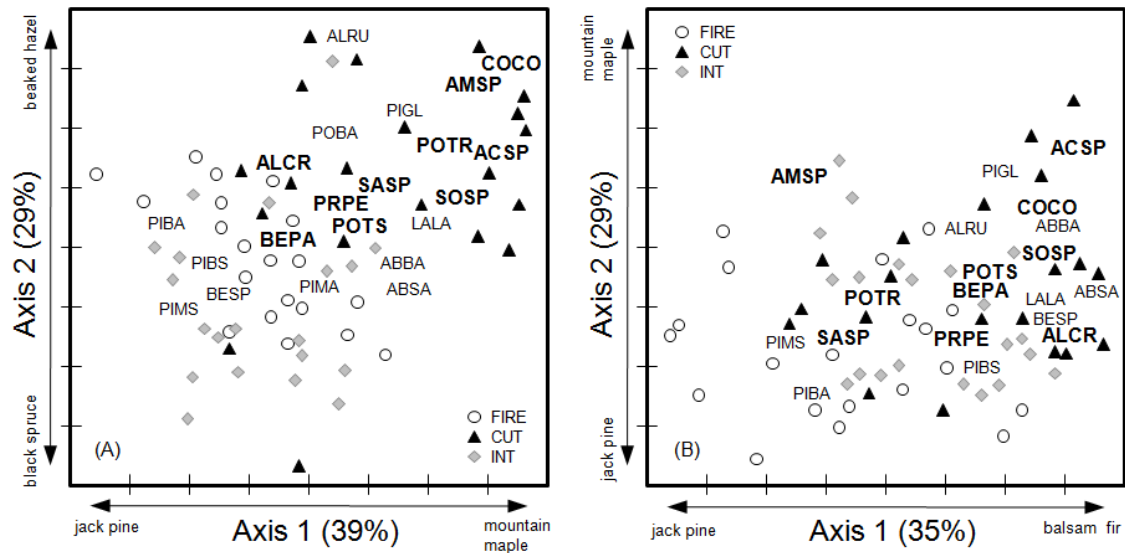 ALRU
COCO
AMSP
PIGL
POBA
POTR
ACSP
ALCR
SASP
SOSP
PRPE
LALA
PIBA
POTS
BEPA
PIBS
ABBA
BESP
PIMA
ABSA
PIMS
FIRE
CUT
INT
(A)
beaked hazel
Axis 2 (29%)
black spruce
jack pine
Axis 1 (39%)
mountain
maple
FIRE
CUT
INT
ACSP
AMSP
PIGL
COCO
ALRU
ABBA
SOSP
POTS
BEPA
ABSA
POTR
LALA
BESP
SASP
PIMS
PRPE
ALCR
PIBS
PIBA
(B)
mountain
maple
Axis 2 (29%)
jack pine
jack pine
Axis 1 (35%)
balsam fir